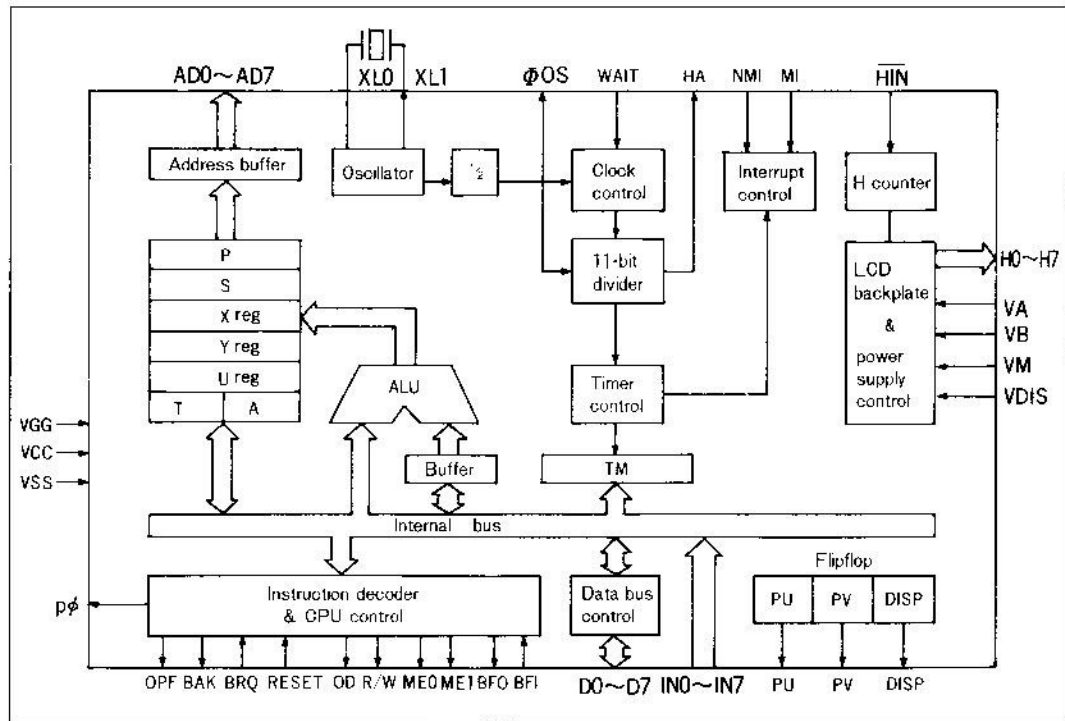 AD0～AD7
XL0 XL1
ΦOS
WAIT
HA
NMI
MI
HIN
Address buffer
Oscillator
½
Clock
control
Interrupt
control
H counter
P
S
X reg
Y reg
U reg
T A
11-bit
divider
LCD
backplate
&
power
supply
control
H0～H7
VA
VB
VM
VDIS
ALU
Timer
control
VGG
VCC
VSS
Buffer
TM
Internal bus
Instruction decoder
& CPU control
pϕ
Data bus
control
Flipflop
PU PV DISP
OPF BAK BRQ RESET OD R/W ME0 ME1 BFO BFI D0～D7 IN0～IN7 PU PV DISP